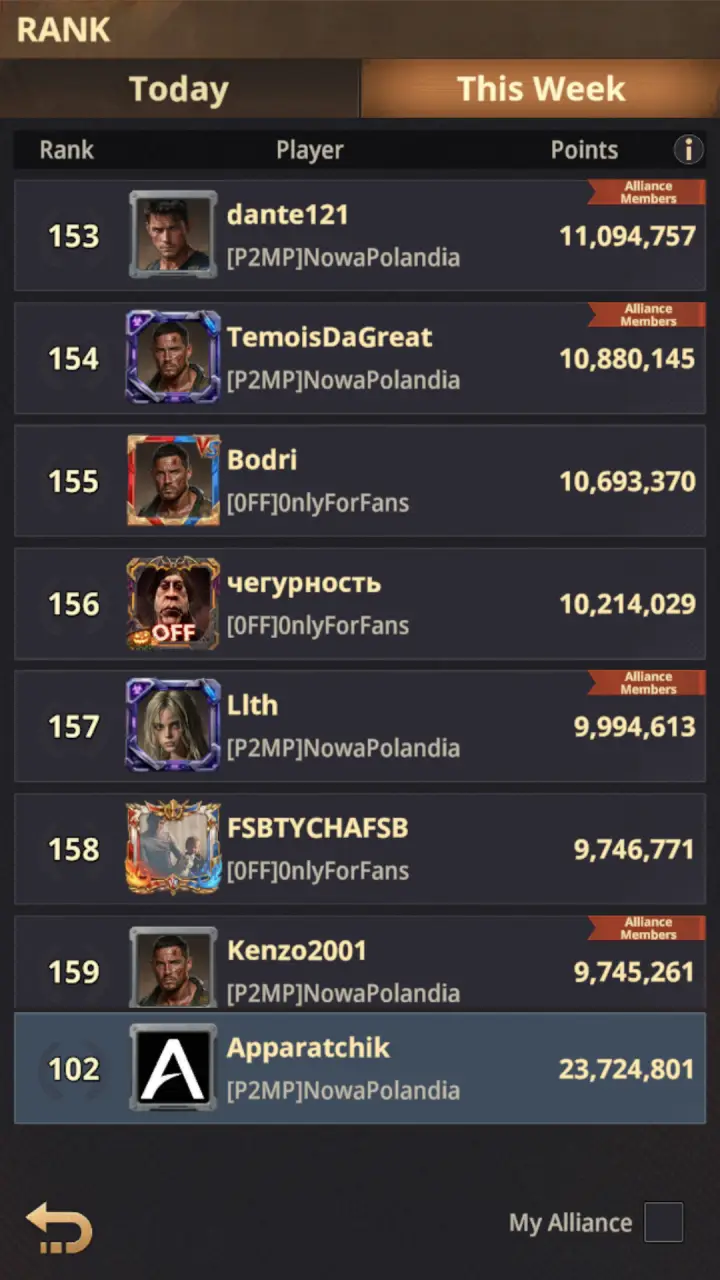 RANK
Today
This Week
Rank Player Points
Alliance
Members
153
dante121
[P2MP]NowaPolandia
11,094,757
Alliance
Members
154
TemoisDaGreat
[P2MP]NowaPolandia
10,880,145
155
Bodri
[0FF]0nlyForFans
10,693,370
VS
156
чегурность
[0FF]0nlyForFans
10,214,029
OFF
Alliance
Members
157
Llth
[P2MP]NowaPolandia
9,994,613
158
FSBTYCHAFSB
[0FF]0nlyForFans
9,746,771
Alliance
Members
159
Kenzo2001
[P2MP]NowaPolandia
9,745,261
102
Apparatchik
[P2MP]NowaPolandia
23,724,801
My Alliance